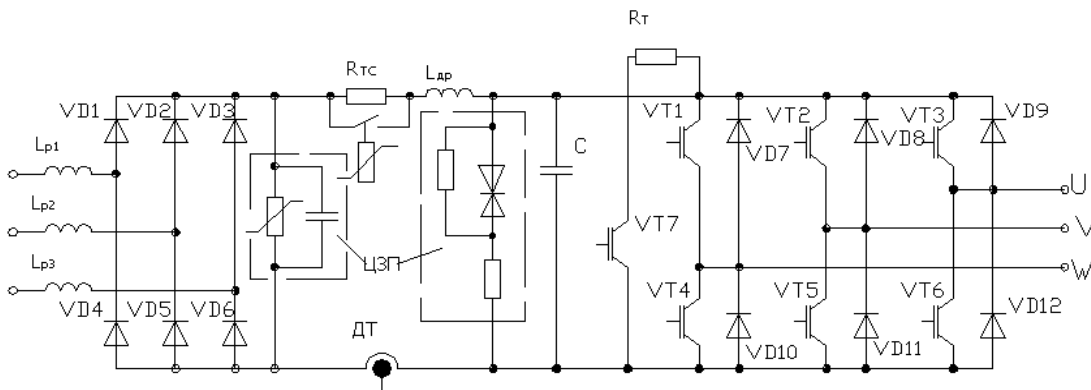 Rт
Rтс
Lдр
VD1
VD2
VD3
VT1
VT2
VT3
VD9
Lр1
C
VD7
VD8
U
Lр2
VT7
V
ЦЗП
W
Lр3
VD4
VD5
VD6
VT4
VT5
VT6
VD12
ДТ
VD10
VD11